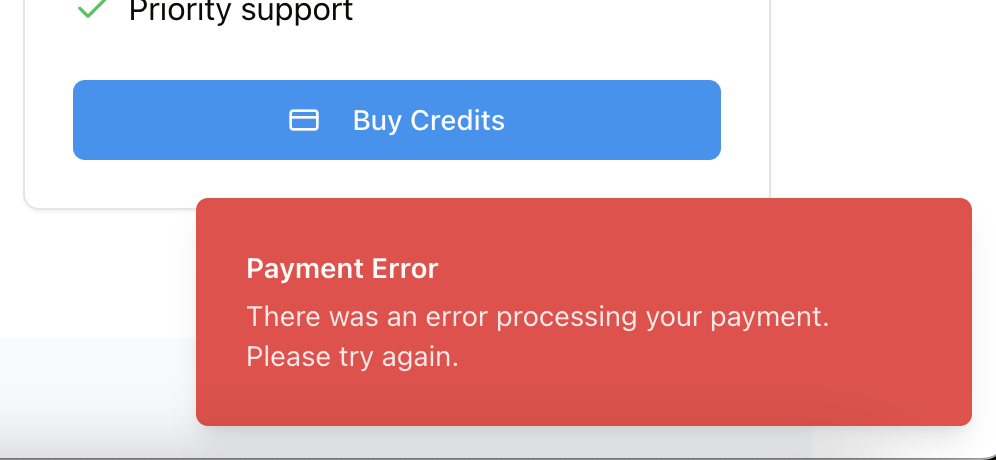 Priority support
Buy Credits
Payment Error
There was an error processing your payment.
Please try again.